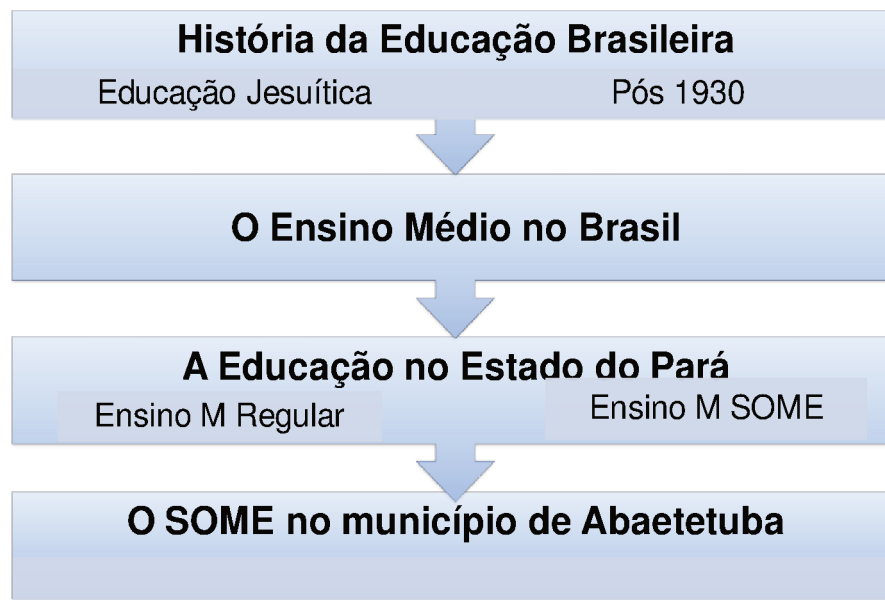 História da Educação Brasileira
Educação Jesuítica Pós 1930
O Ensino Médio no Brasil
A Educação no Estado do Pará
Ensino M Regular Ensino M SOME
O SOME no município de Abaetetuba